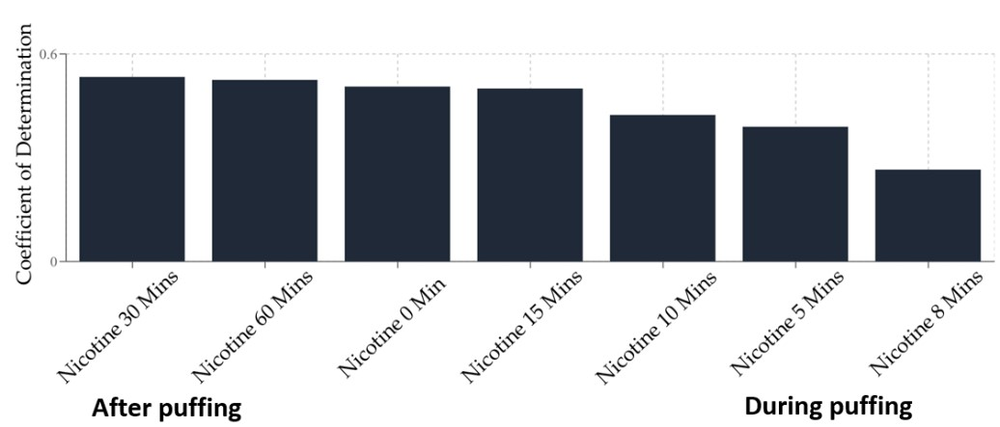 Coefficient of Determination
0.6
0
Nicotine 30 Mins
Nicotine 60 Mins
Nicotine 0 Min
Nicotine 15 Mins
Nicotine 10 Mins
Nicotine 5 Mins
Nicotine 8 Mins
After puffing
During puffing